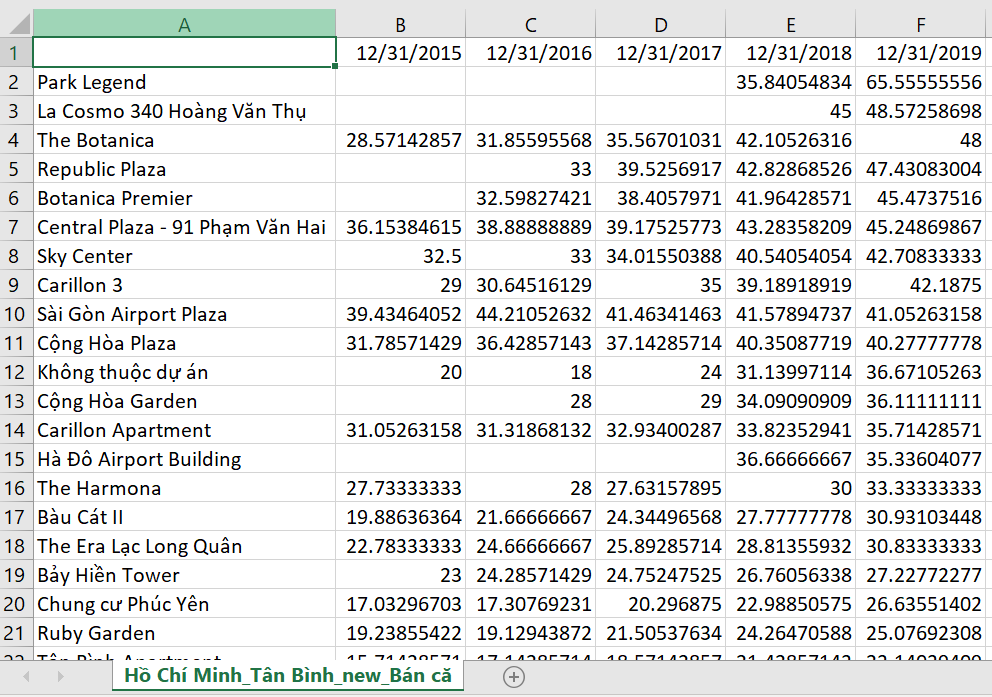 A B C D E F
1 12/31/2015 12/31/2016 12/31/2017 12/31/2018 12/31/2019
2 Park Legend 35.84054834 65.55555556
3 La Cosmo 340 Hoàng Văn Thụ 45 48.57258698
4 The Botanica 28.57142857 31.85595568 35.56701031 42.10526316 48
5 Republic Plaza 33 39.5256917 42.82868526 47.43083004
6 Botanica Premier 32.59827421 38.4057971 41.96428571 45.4737516
7 Central Plaza - 91 Phạm Văn Hai 36.15384615 38.88888889 39.17525773 43.28358209 45.24869867
8 Sky Center 32.5 33 34.01550388 40.54054054 42.70833333
9 Carillon 3 29 30.64516129 35 39.18918919 42.1875
10 Sài Gòn Airport Plaza 39.43464052 44.21052632 41.46341463 41.57894737 41.05263158
11 Cộng Hòa Plaza 31.78571429 36.42857143 37.14285714 40.35087719 40.27777778
12 Không thuộc dự án 20 18 24 31.13997114 36.67105263
13 Cộng Hòa Garden 28 29 34.09090909 36.11111111
14 Carillon Apartment 31.05263158 31.31868132 32.93400287 33.82352941 35.71428571
15 Hà Đô Airport Building 36.66666667 35.33604077
16 The Harmona 27.73333333 28 27.63157895 30 33.33333333
17 Bàu Cát II 19.88636364 21.66666667 24.34496568 27.77777778 30.93103448
18 The Era Lạc Long Quân 22.78333333 24.66666667 25.89285714 28.81355932 30.83333333
19 Bảy Hiền Tower 23 24.28571429 24.75247525 26.76056338 27.22772277
20 Chung cư Phúc Yên 17.03296703 17.30769231 20.296875 22.98850575 26.63551402
21 Ruby Garden 19.23855422 19.12943872 21.50537634 24.26470588 25.07692308
Hồ Chí Minh_Tân Bình_new_Bán că